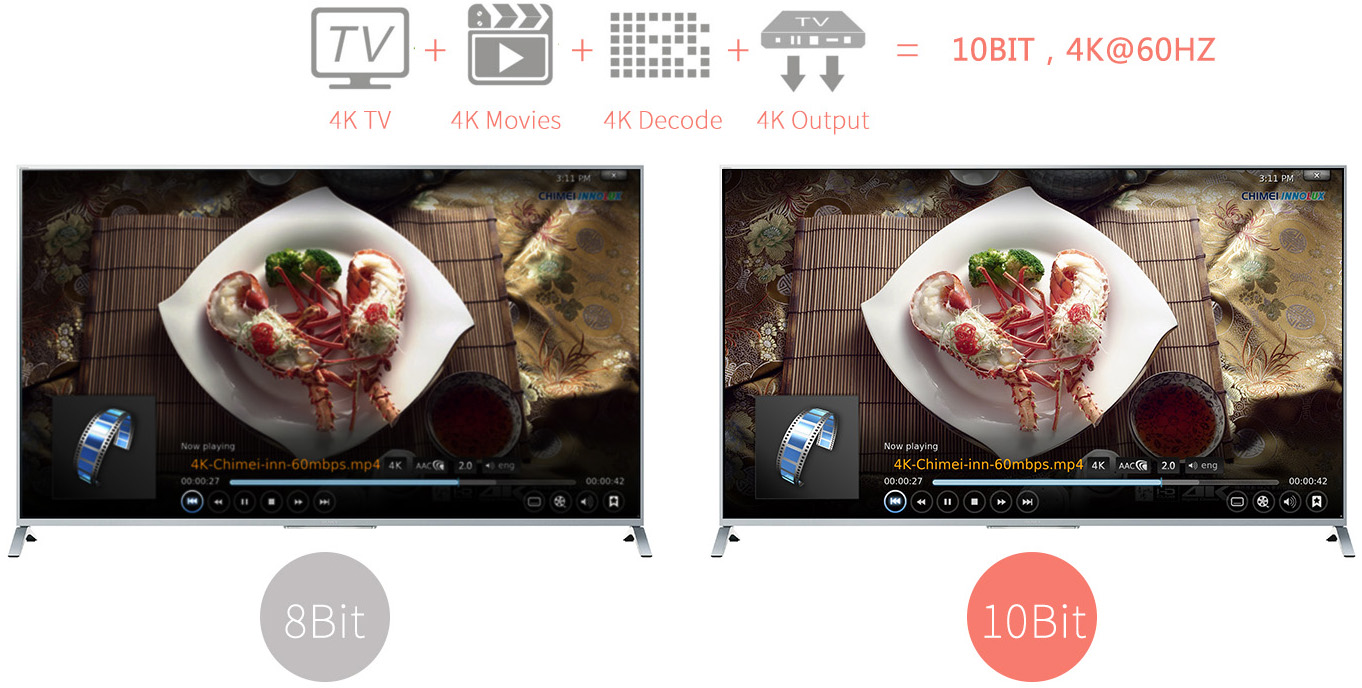 TV
TV
= 10BIT , 4K@60HZ
4K TV
4K Movies
4K Decode
4K Output
3:11 PM
CHIMEI INNOLUX
Now playing
4K-Chimei-inn-60mbps.mp4 4K AAC 2.0 eng
00:00:27
00:00:42
3:11 PM
CHIMEI INNOLUX
Now playing
4K-Chimei-inn-60mbps.mp4 4K AAC 2.0 eng
00:00:27
00:00:42
8Bit
10Bit